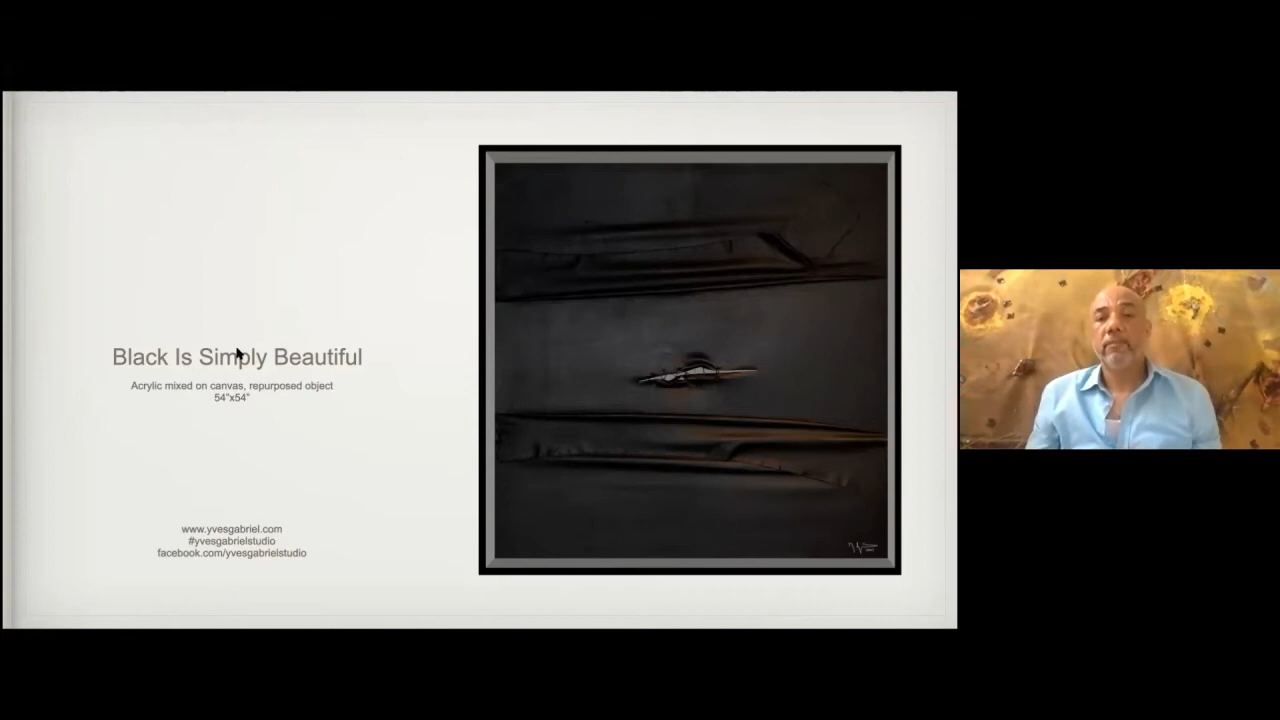 Black Is Simply Beautiful
Acrylic mixed on canvas, repurposed object
54"x54"
www.yvesgabriel.com
#yvesgabrielstudio
facebook.com/yvesgabrielstudio